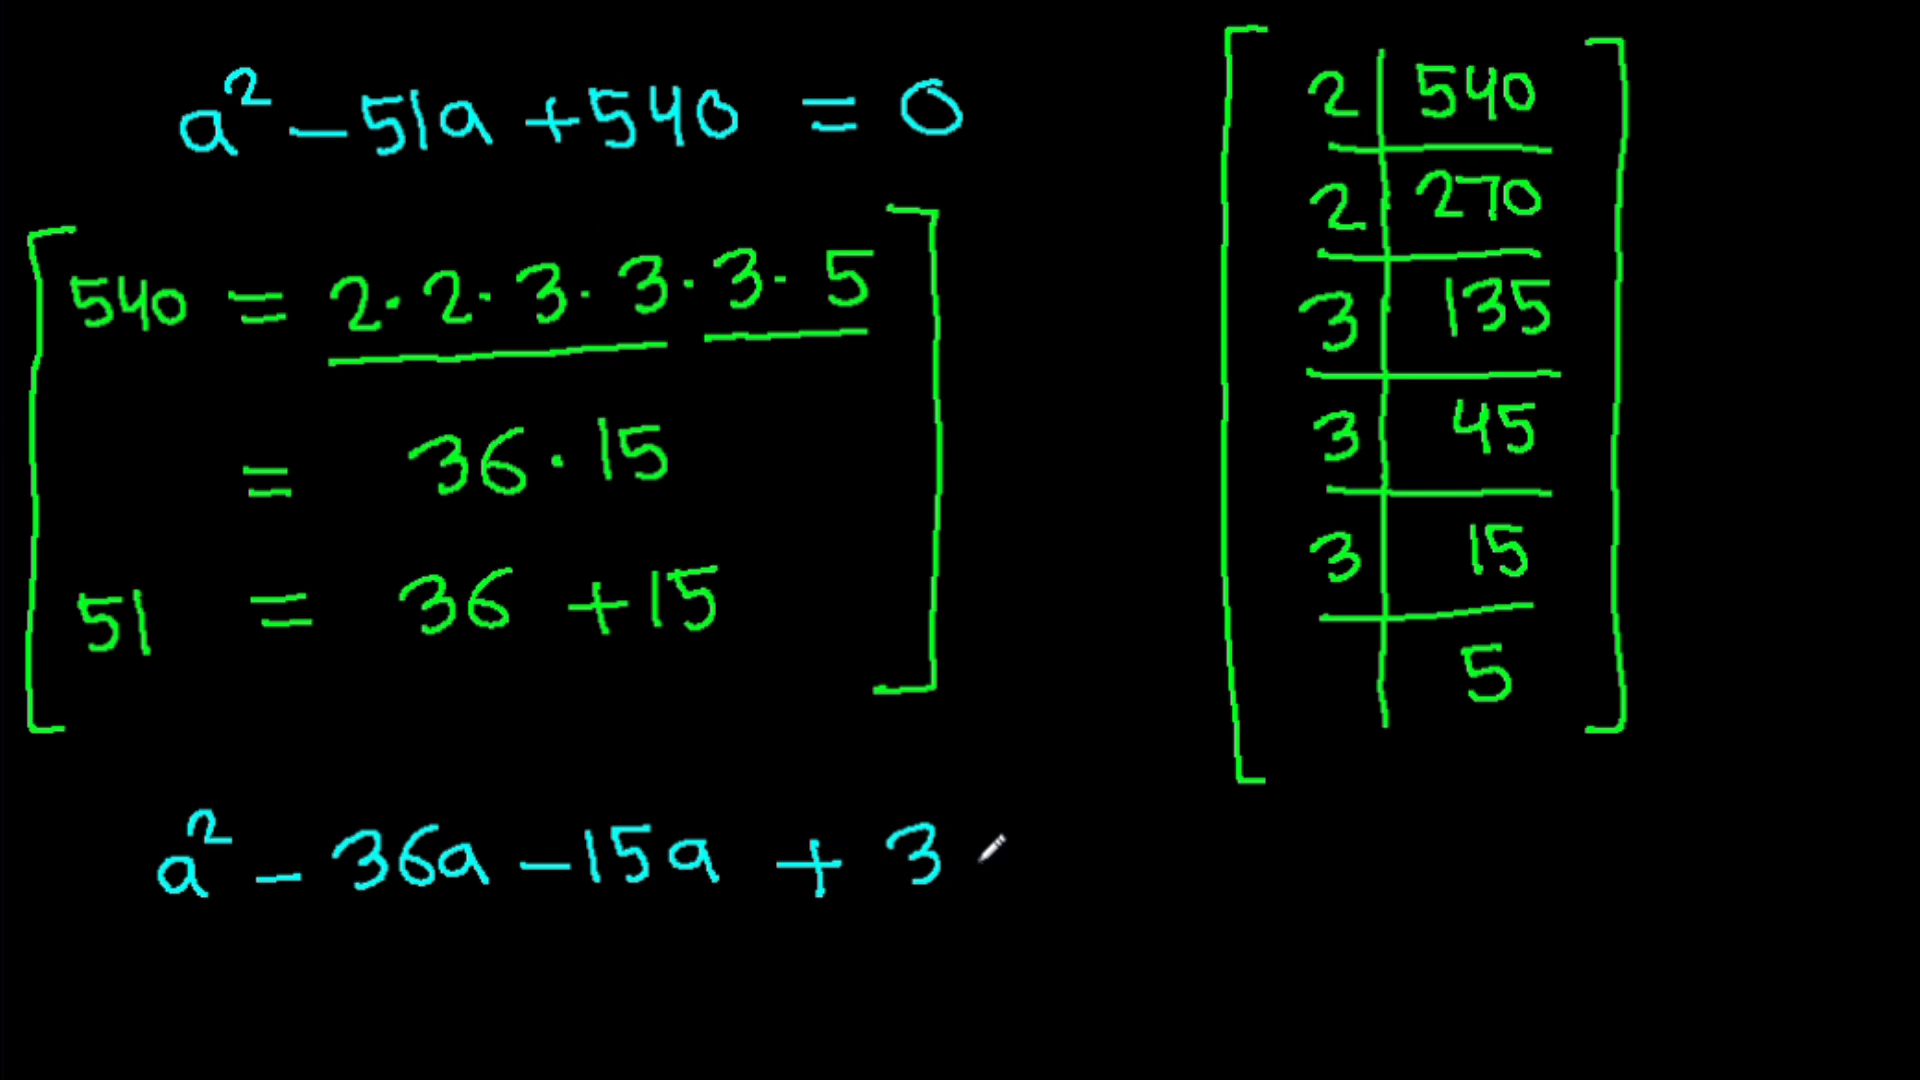 a² - 51a + 540 = 0
540 = 2 · 2 · 3 · 3 · 3 · 5
= 36 · 15
51 = 36 + 15
a² - 36a - 15a + 3
2 | 540
2 | 270
3 | 135
3 | 45
3 | 15
5